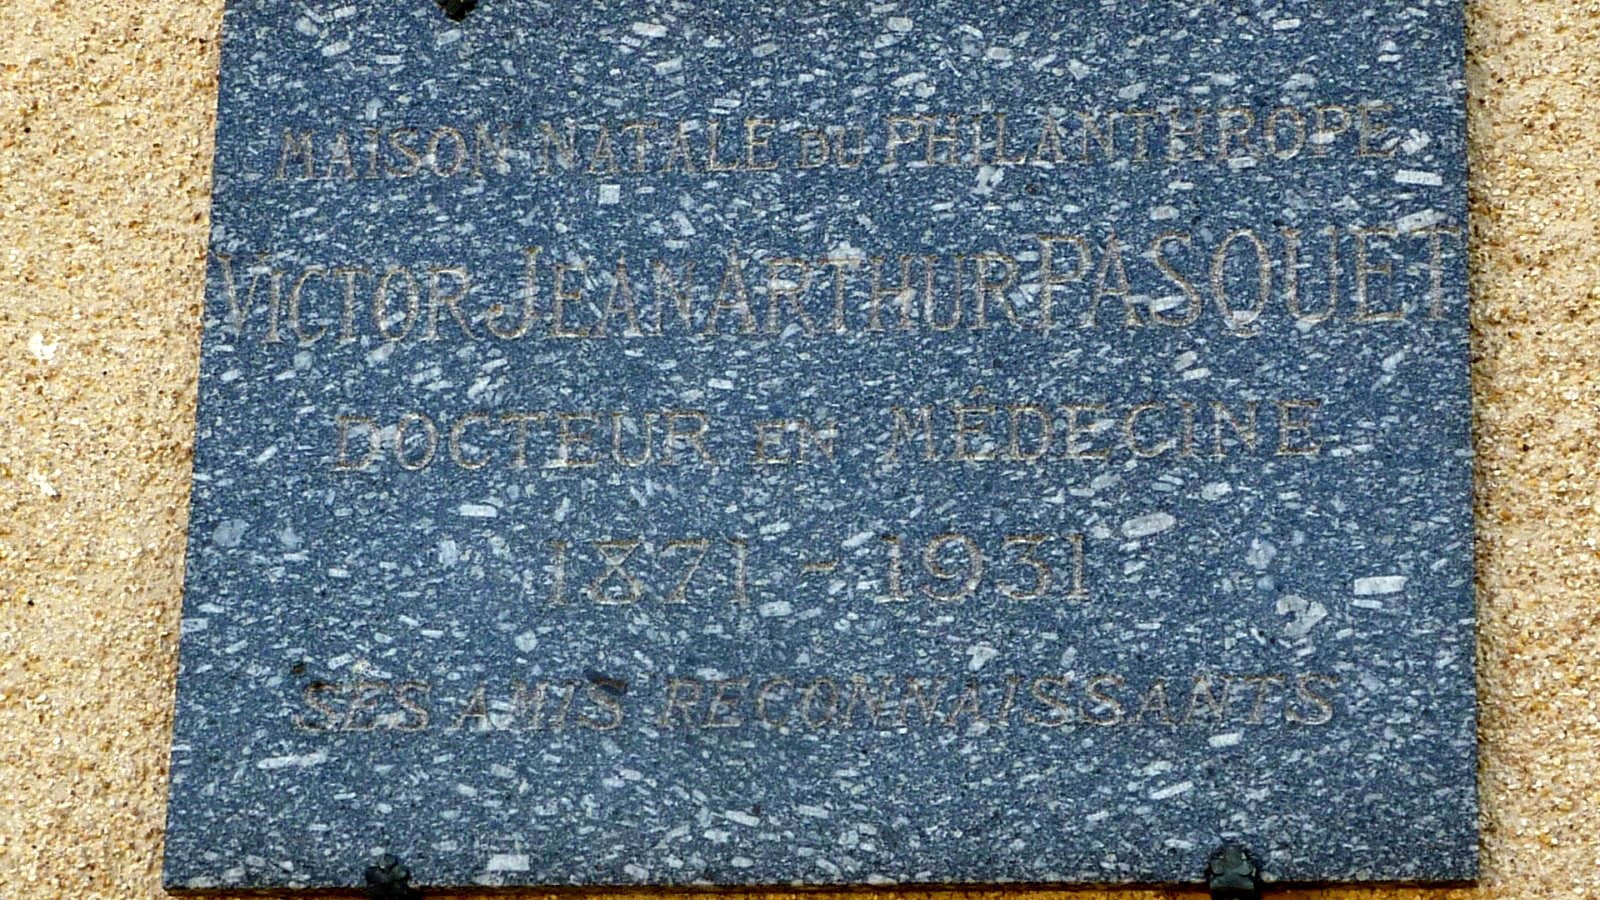 MAISON NATALE DU PHILANTHROPE
VICTOR JEAN ARTHUR PASQUET
DOCTEUR EN MÉDECINE
1871 - 1931
SES AMIS RECONNAISSANTS